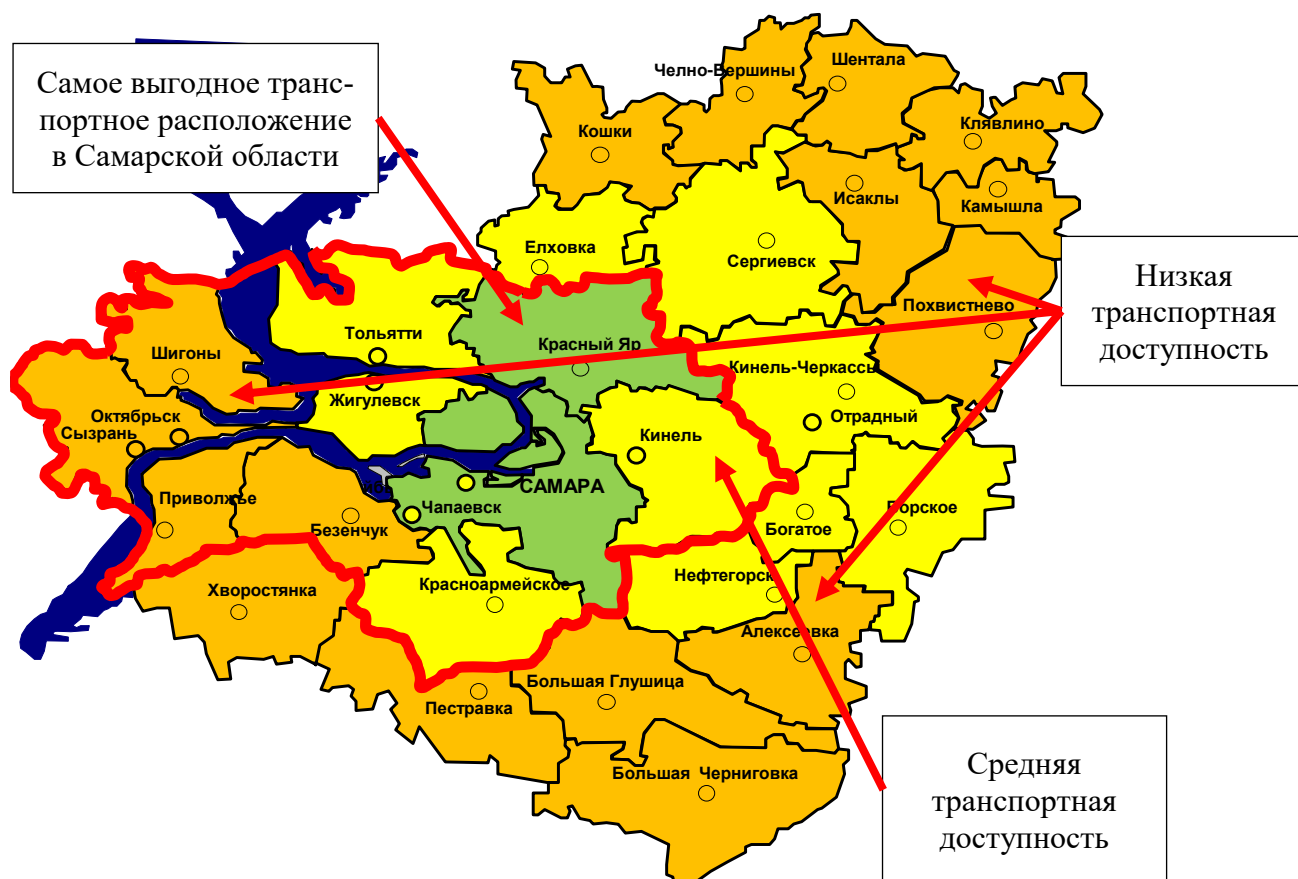 Самое выгодное транс-
портное расположение
в Самарской области
Челно-Вершины
Шентала
Кошки
Клявлино
Исаклы
Камышла
Елховка
Сергиевск
Низкая
транспортная
доступность
Похвистнево
Тольятти
Красный Яр
Шигоны
Кинель-Черкассы
Жигулевск
Октябрьск
Отрадный
Сызрань
Кинель
САМАРА
Приволжье
Чапаевск
Борское
Безенчук
Богатое
Хворостянка
Красноармейское
Нефтегорск
Алексеевка
Большая Глушица
Пестравка
Большая Черниговка
Средняя
транспортная
доступность